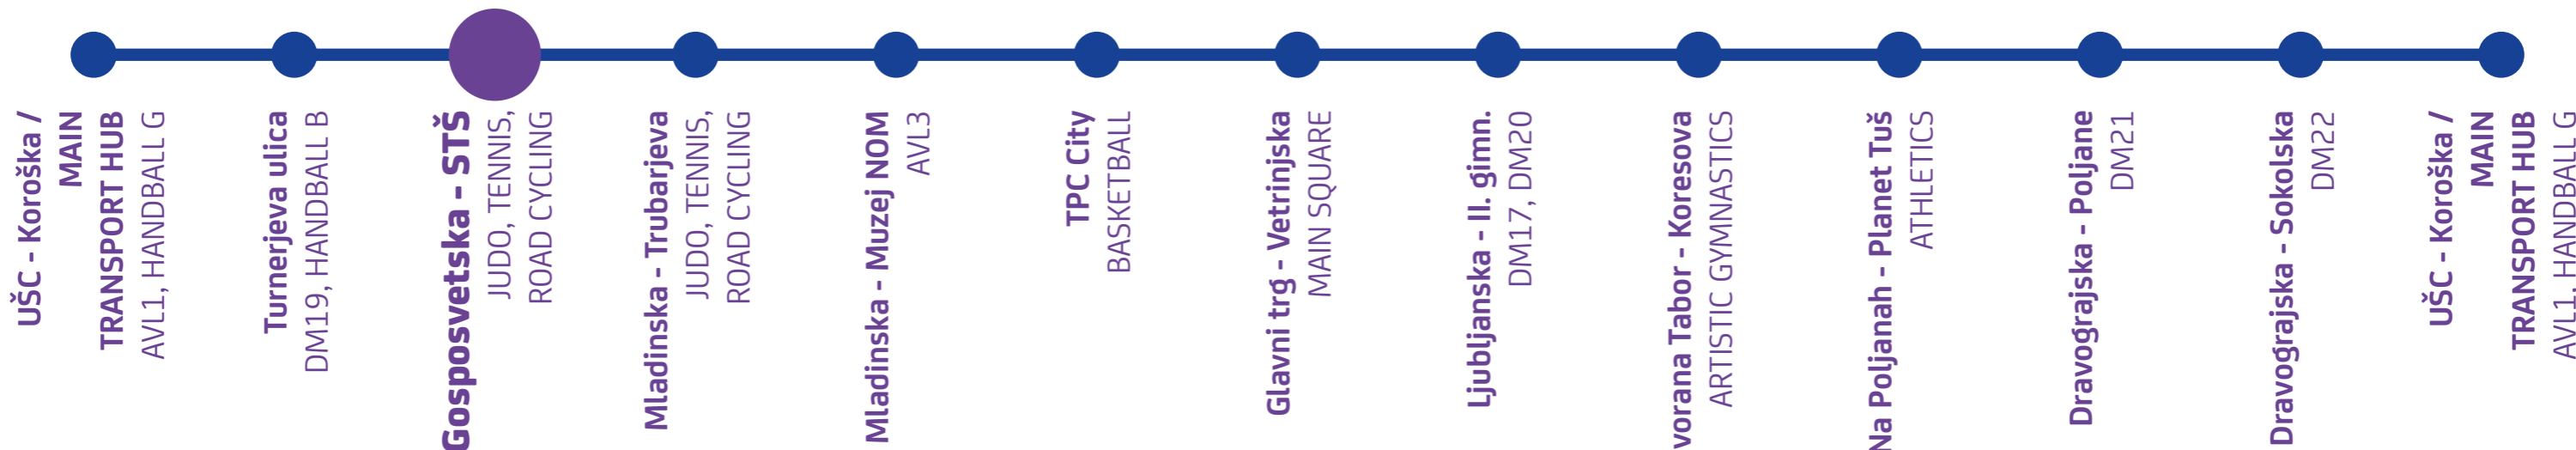 UŠC - Koroška /
MAIN
TRANSPORT HUB
AVL1, HANDBALL G
Turnerjeva ulica
DM19, HANDBALL B
Gosposvetska - STŠ
JUDO, TENNIS,
ROAD CYCLING
Mladinska - Trubarjeva
JUDO, TENNIS,
ROAD CYCLING
Mladinska - Muzej NOM
AVL3
TPC City
BASKETBALL
Glavni trg - Vetrinjska
MAIN SQUARE
Ljubljanska - II. gimn.
DM17, DM20
vorana Tabor - Koresova
ARTISTIC GYMNASTICS
Na Poljanah - Planet Tuš
ATHLETICS
Dravograjska - Poljane
DM21
Dravograjska - Sokolska
DM22
UŠC - Koroška /
MAIN
TRANSPORT HUB
AVL1, HANDBALL G